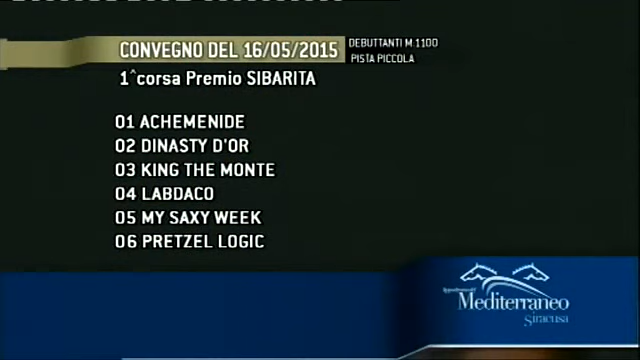 CONVEGNO DEL 16/05/2015
DEBUTTANTI M.1100
PISTA PICCOLA
1^corsa Premio SIBARITA
01 ACHEMENIDE
02 DINASTY D'OR
03 KING THE MONTE
04 LABDACO
05 MY SAXY WEEK
06 PRETZEL LOGIC
Mediterraneo
Siracusa